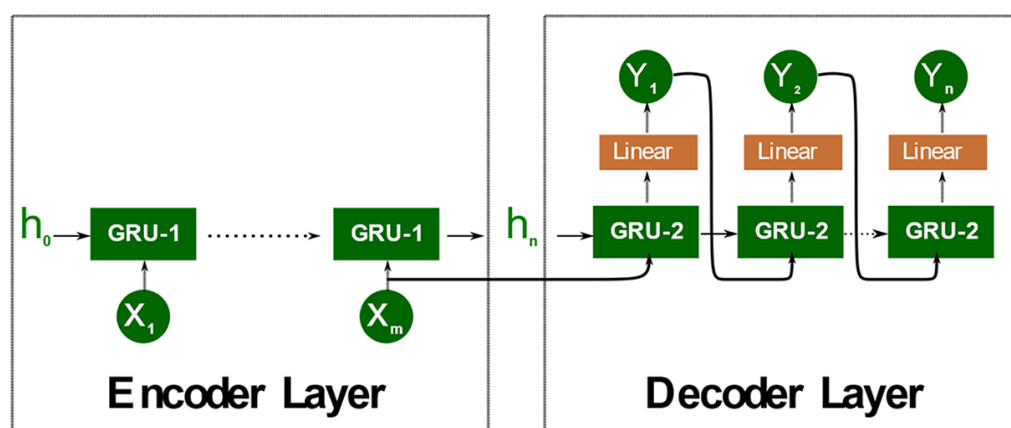 Y1 Y2 Yn
Linear Linear Linear
h0 GRU-1 GRU-1 hn GRU-2 GRU-2 GRU-2
X1 Xm
Encoder Layer Decoder Layer